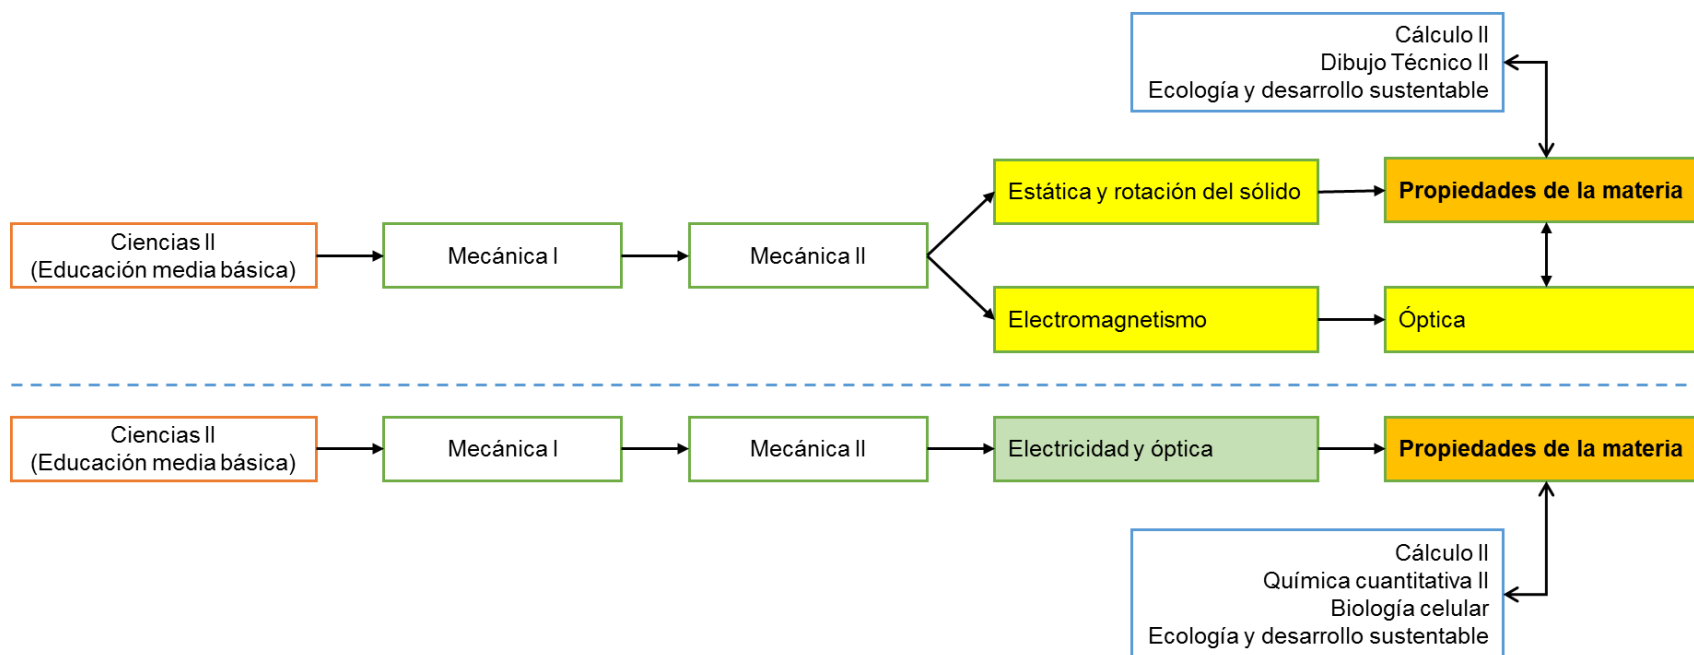 Cálculo II
Dibujo Técnico II
Ecología y desarrollo sustentable
Estática y rotación del sólido
Propiedades de la materia
Ciencias II
(Educación media básica)
Mecánica I
Mecánica II
Electromagnetismo
Óptica
Ciencias II
(Educación media básica)
Mecánica I
Mecánica II
Electricidad y óptica
Propiedades de la materia
Cálculo II
Química cuantitativa II
Biología celular
Ecología y desarrollo sustentable